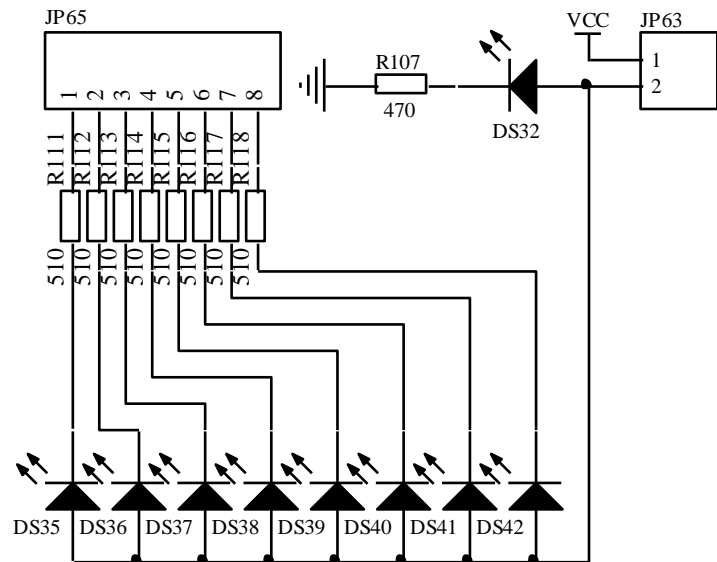 JP65
VCC
JP63
1
2
R107
470
DS32
1 2 3 4 5 6 7 8
R111 R112 R113 R114 R115 R116 R117 R118
510 510 510 510 510 510 510 510
DS35 DS36 DS37 DS38 DS39 DS40 DS41 DS42